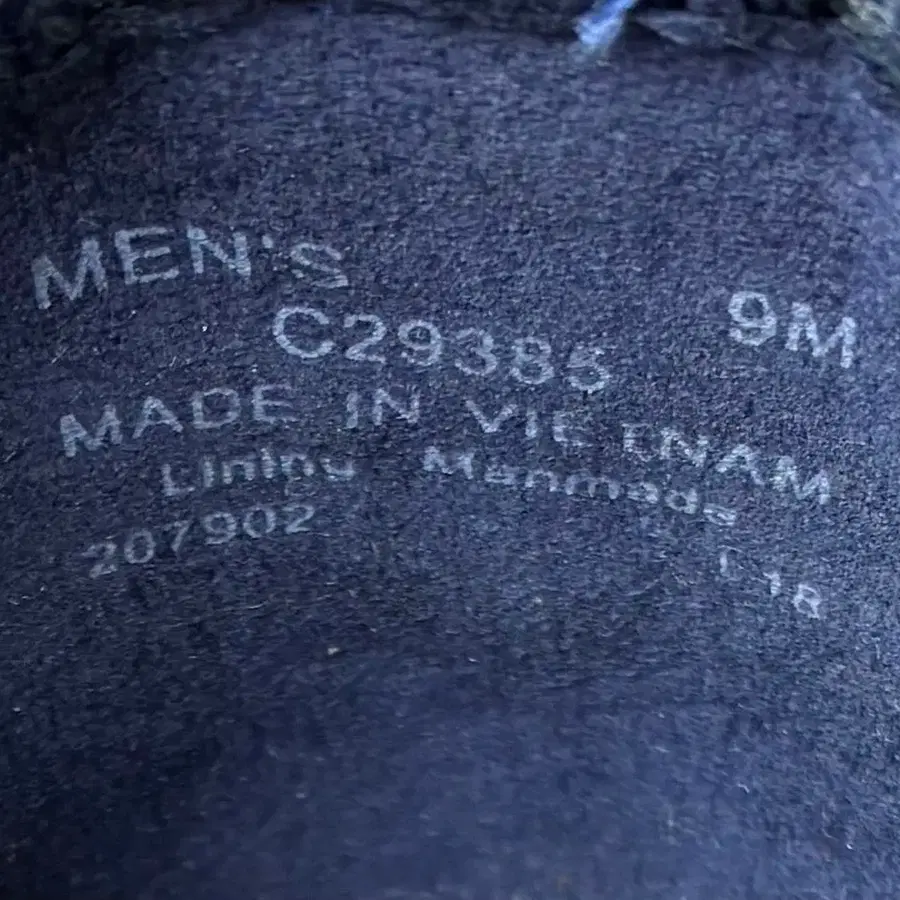 MEN'S
C29385 9M
MADE IN VIETNAM
Lining Manmade
207902